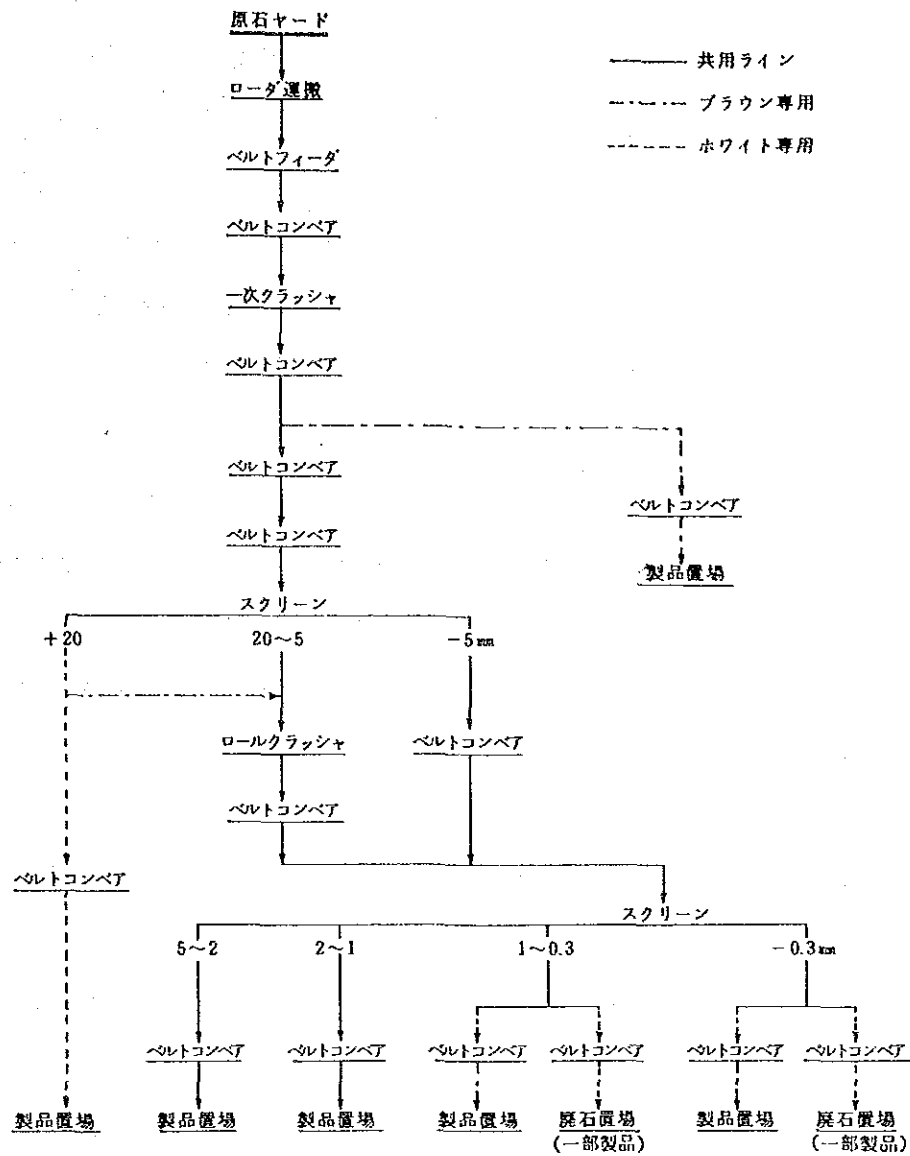 原石ヤード
共用ライン
ローダ運搬
ブラウン専用
ホワイト専用
ベルトフィーダ
ベルトコンベア
一次クラッシャ
ベルトコンベア
ベルトコンベア
ベルトコンベア
ベルトコンベア
製品置場
スクリーン
+20
20~5
-5mm
ロールクラッシャ
ベルトコンベア
ベルトコンベア
ベルトコンベア
スクリーン
5~2
2~1
1~0.3
-0.3mm
ベルトコンベア
ベルトコンベア
ベルトコンベア
ベルトコンベア
ベルトコンベア
ベルトコンベア
製品置場
製品置場
製品置場
製品置場
廃石置場
(一部製品)
製品置場
廃石置場
(一部製品)